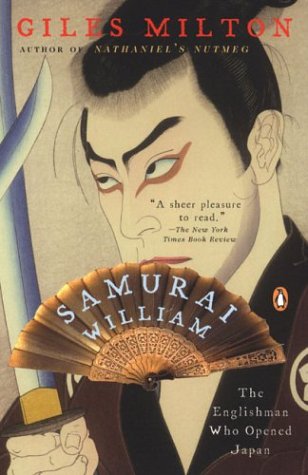 GILES MILTON
AUTHOR OF NATHANIEL'S NUTMEG
"A sheer pleasure
to read."
—The New York
Times Book Review
SAMURAI
WILLIAM
The
Englishman
Who Opened
Japan